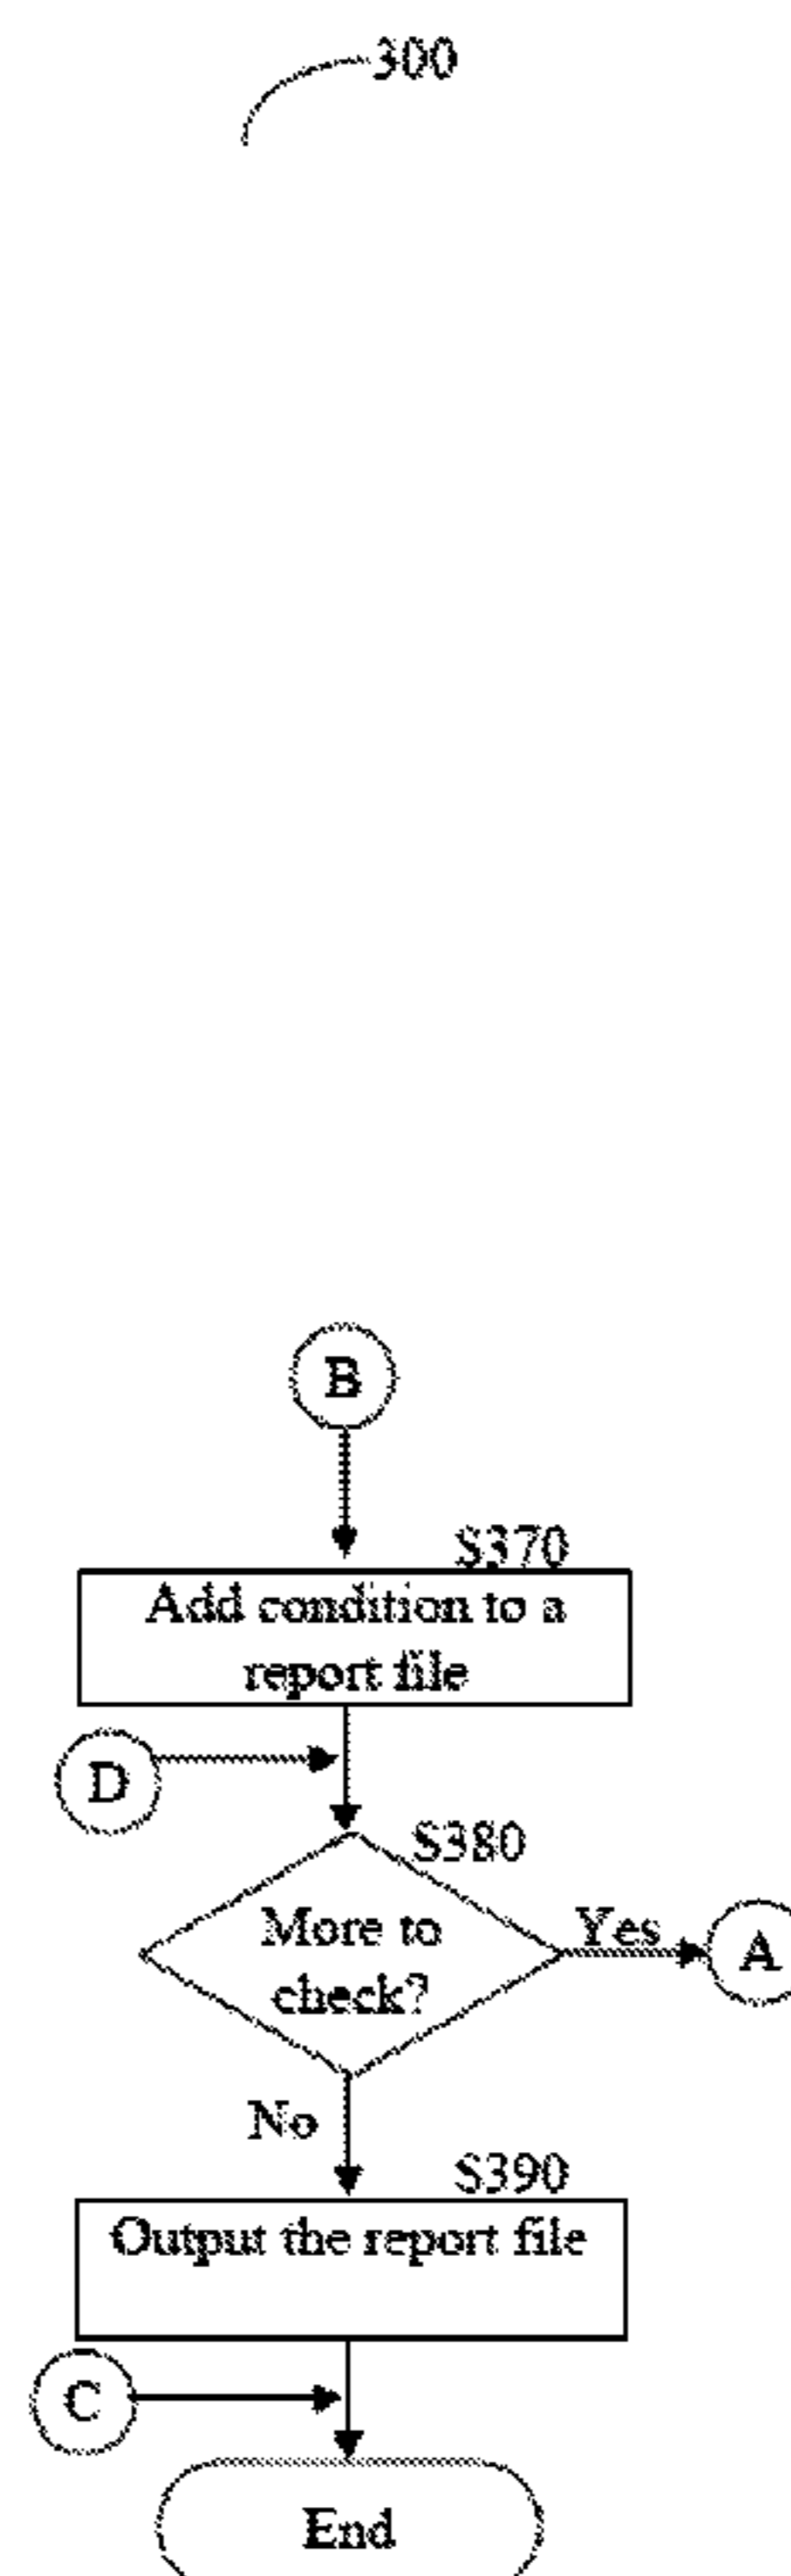 300
B
S370
Add condition to a
report file
D
S380
More to
check?
Yes
A
No
S390
Output the report file
C
End